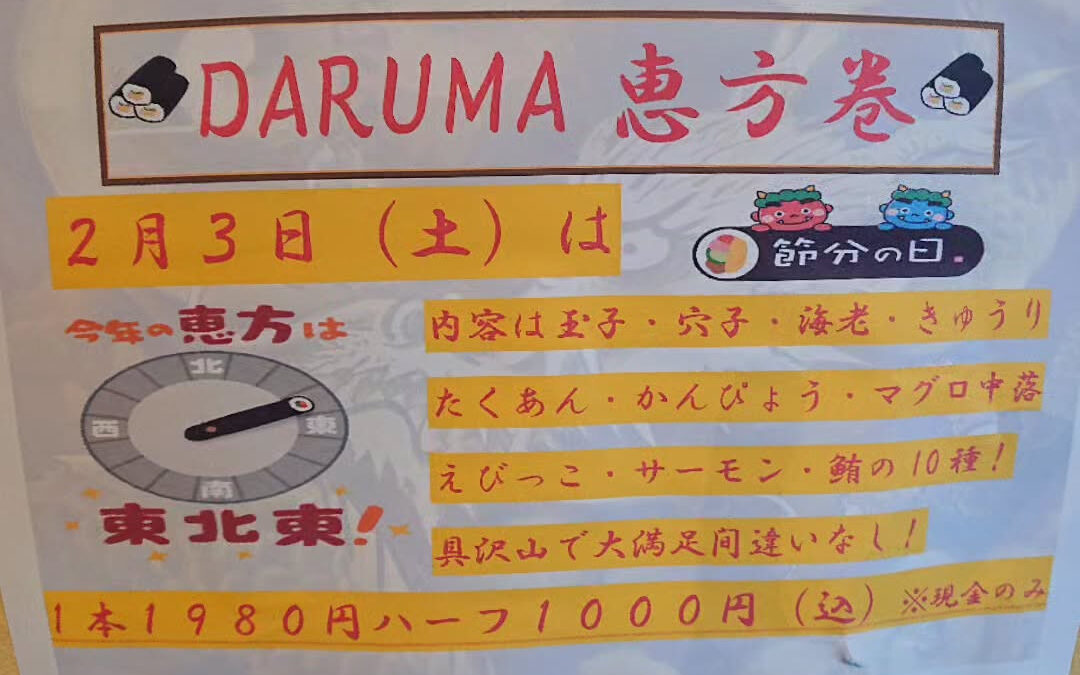 DARUMA 恵方巻
2月3日（土）は
節分の日.
今年の恵方は
北
東
西
南
東北東！
内容は玉子・穴子・海老・きゅうり
たくあん・かんぴょう・マグロ中落
えびっこ・サーモン・鮪の10種！
具沢山で大満足間違いなし！
1本1980円ハーフ1000円（込）※現金のみ